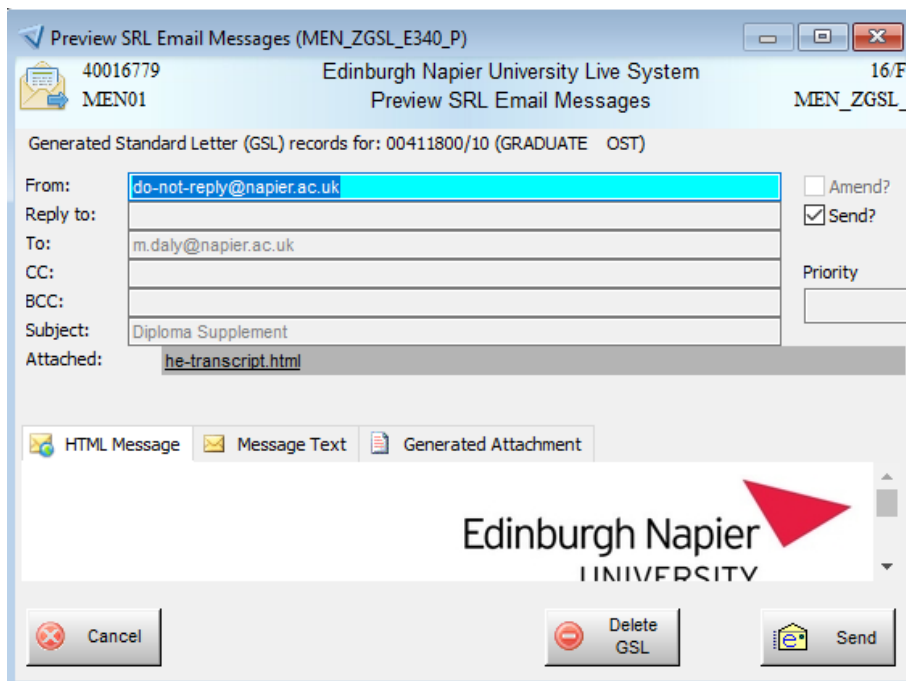 Preview SRL Email Messages (MEN_ZGSL_E340_P)
40016779 Edinburgh Napier University Live System 16/F
MEN01 Preview SRL Email Messages MEN_ZGSL_
Generated Standard Letter (GSL) records for: 00411800/10 (GRADUATE OST)
From: do-not-reply@napier.ac.uk Amend?
Reply to: Send?
To: m.daly@napier.ac.uk
CC: Priority
BCC:
Subject: Diploma Supplement
Attached: he-transcript.html
HTML Message Message Text Generated Attachment
Edinburgh Napier
UNIVERSITY
Cancel Delete GSL Send